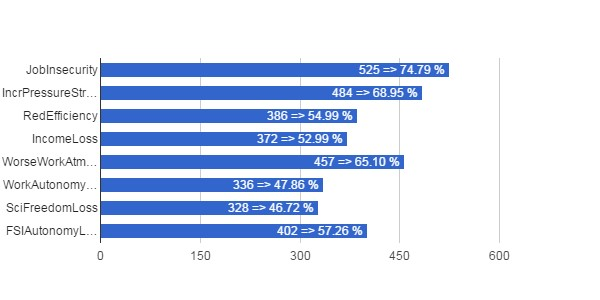 JobInsecurity 525 => 74.79 %
IncrPressureStr… 484 => 68.95 %
RedEfficiency 386 => 54.99 %
IncomeLoss 372 => 52.99 %
WorseWorkAtm… 457 => 65.10 %
WorkAutonomy… 336 => 47.86 %
SciFreedomLoss 328 => 46.72 %
FSIAutonomyL… 402 => 57.26 %
0 150 300 450 600